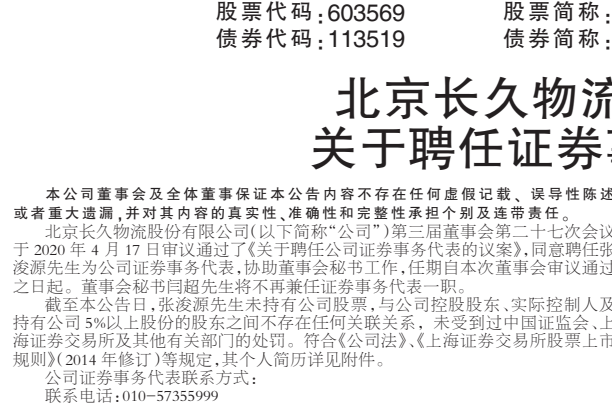 股票代码:603569 股票简称:
债券代码:113519 债券简称:
北京长久物流
关于聘任证券
本公司董事会及全体董事保证本公告内容不存在任何虚假记载、误导性陈述
或者重大遗漏,并对其内容的真实性、准确性和完整性承担个别及连带责任。
北京长久物流股份有限公司(以下简称“公司”)第三届董事会第二十七次会议
于 2020 年 4 月 17 日审议通过了《关于聘任公司证券事务代表的议案》,同意聘任张
浚源先生为公司证券事务代表,协助董事会秘书工作,任期自本次董事会审议通过
之日起。董事会秘书闫超先生将不再兼任证券事务代表一职。
截至本公告日,张浚源先生未持有公司股票,与公司控股股东、实际控制人及
持有公司 5%以上股份的股东之间不存在任何关联关系,未受到过中国证监会、上
海证券交易所及其他有关部门的处罚。符合《公司法》、《上海证券交易所股票上市
规则》(2014 年修订)等规定,其个人简历详见附件。
公司证券事务代表联系方式:
联系电话:010-57355999